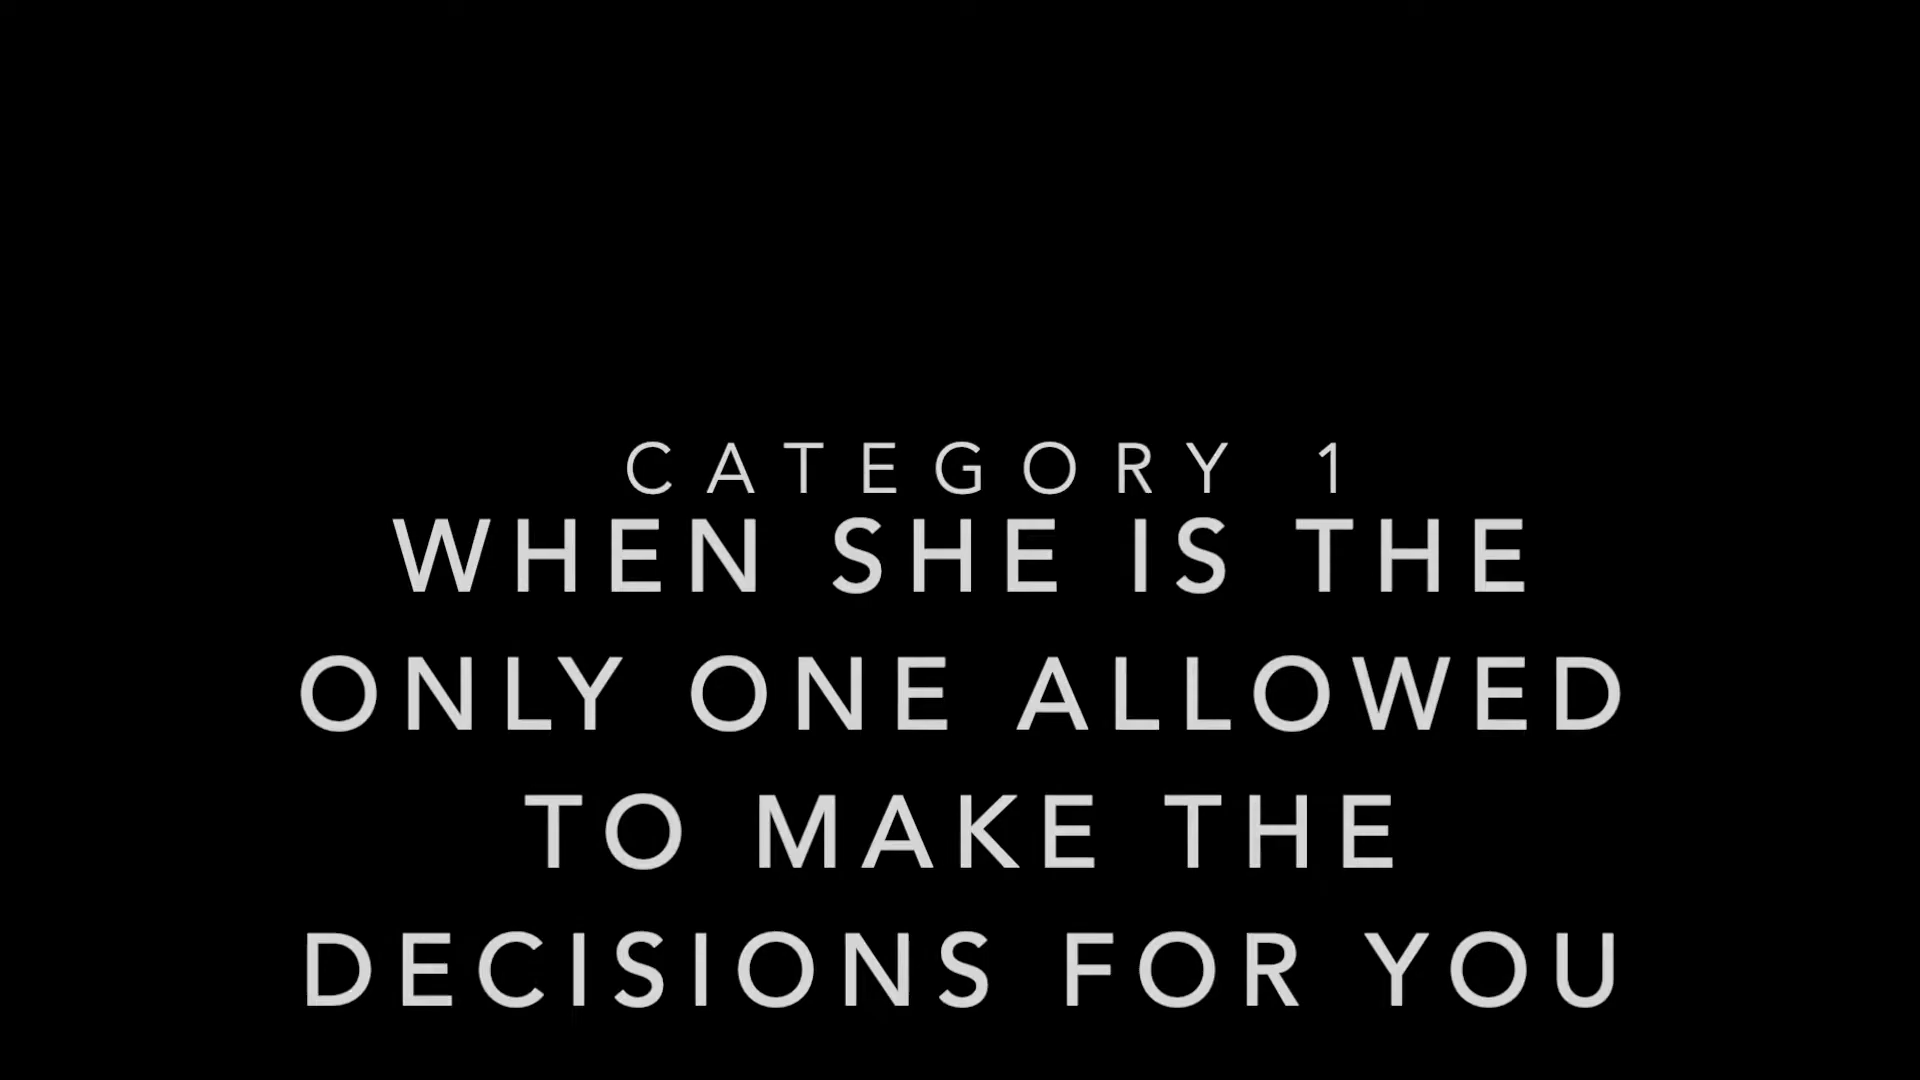 CATEGORY 1
WHEN SHE IS THE
ONLY ONE ALLOWED
TO MAKE THE
DECISIONS FOR YOU